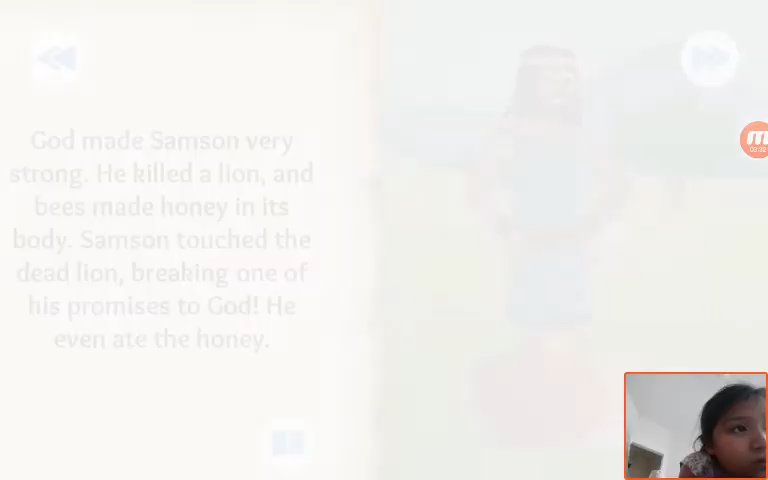 God made Samson very
strong. He killed a lion, and
bees made honey in its
body. Samson touched the
dead lion, breaking one of
his promises to God! He
even ate the honey.